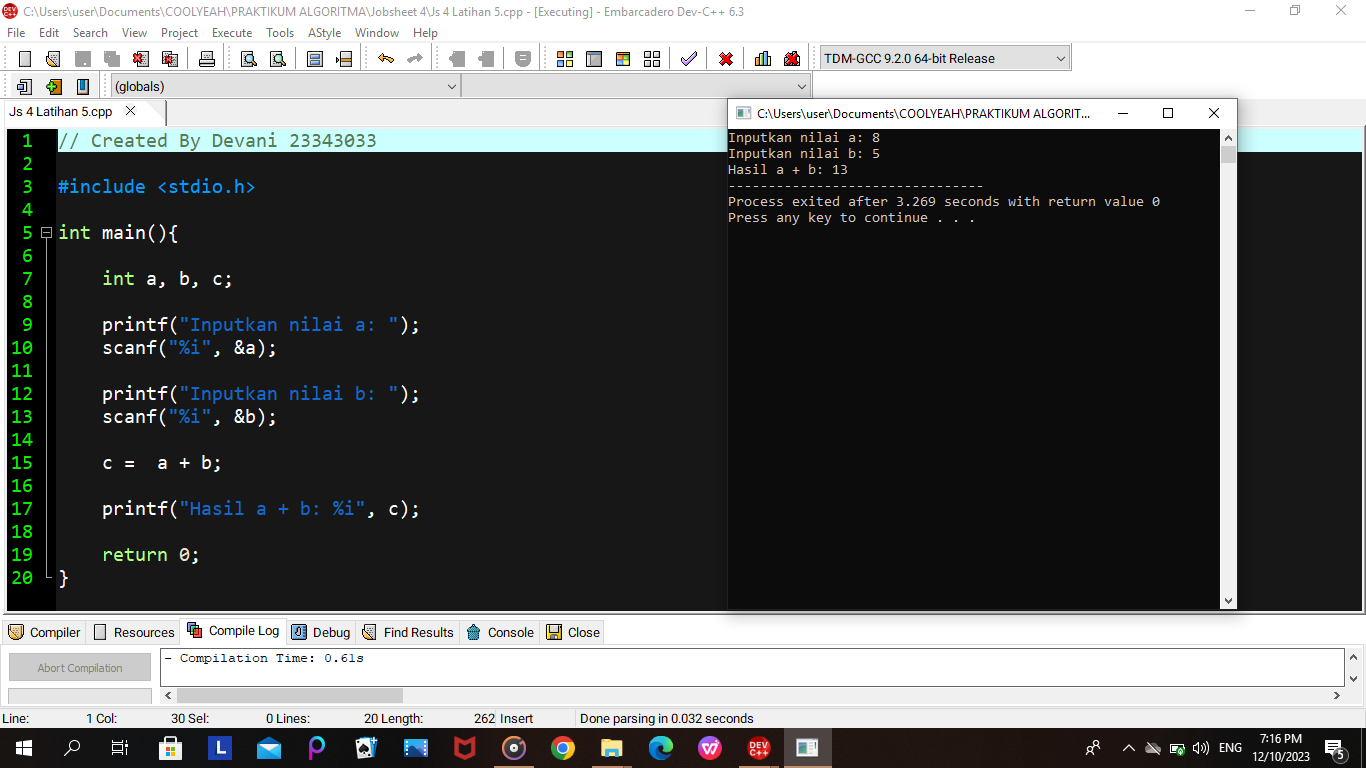 C:\Users\user\Documents\COOLYEAH\PRAKTIKUM ALGORITMA\Jobsheet 4\Js 4 Latihan 5.cpp - [Executing] - Embarcadero Dev-C++ 6.3
File Edit Search View Project Execute Tools AStyle Window Help
TDM-GCC 9.2.0 64-bit Release
(globals)
Js 4 Latihan 5.cpp
1 // Created By Devani 23343033
2
3 #include <stdio.h>
4
5 int main(){
6
7 int a, b, c;
8
9 printf("Inputkan nilai a: ");
10 scanf("%i", &a);
11
12 printf("Inputkan nilai b: ");
13 scanf("%i", &b);
14
15 c =  a + b;
16
17 printf("Hasil a + b: %i", c);
18
19 return 0;
20 }
C:\Users\user\Documents\COOLYEAH\PRAKTIKUM ALGORIT...
Inputkan nilai a: 8
Inputkan nilai b: 5
Hasil a + b: 13
--------------------------------
Process exited after 3.269 seconds with return value 0
Press any key to continue . . .
Compiler Resources Compile Log Debug Find Results Console Close
Abort Compilation
- Compilation Time: 0.61s
Line: 1 Col: 30 Sel: 0 Lines: 20 Length: 262 Insert Done parsing in 0.032 seconds
L
DEV C++
ENG
7:16 PM
12/10/2023
5